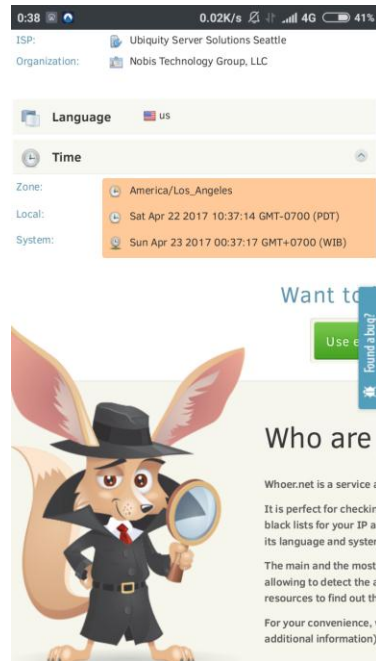 0:38 0.02K/s 4G 41%
ISP: Ubiquity Server Solutions Seattle
Organization: Nobis Technology Group, LLC
Language us
Time
Zone: America/Los_Angeles
Local: Sat Apr 22 2017 10:37:14 GMT-0700 (PDT)
System: Sun Apr 23 2017 00:37:17 GMT+0700 (WIB)
Want to
Use e
Found a bug?
Who are
Whoer.net is a service a
It is perfect for checkin
black lists for your IP a
its language and system
The main and the most
allowing to detect the a
resources to find out th
For your convenience,
additional information)